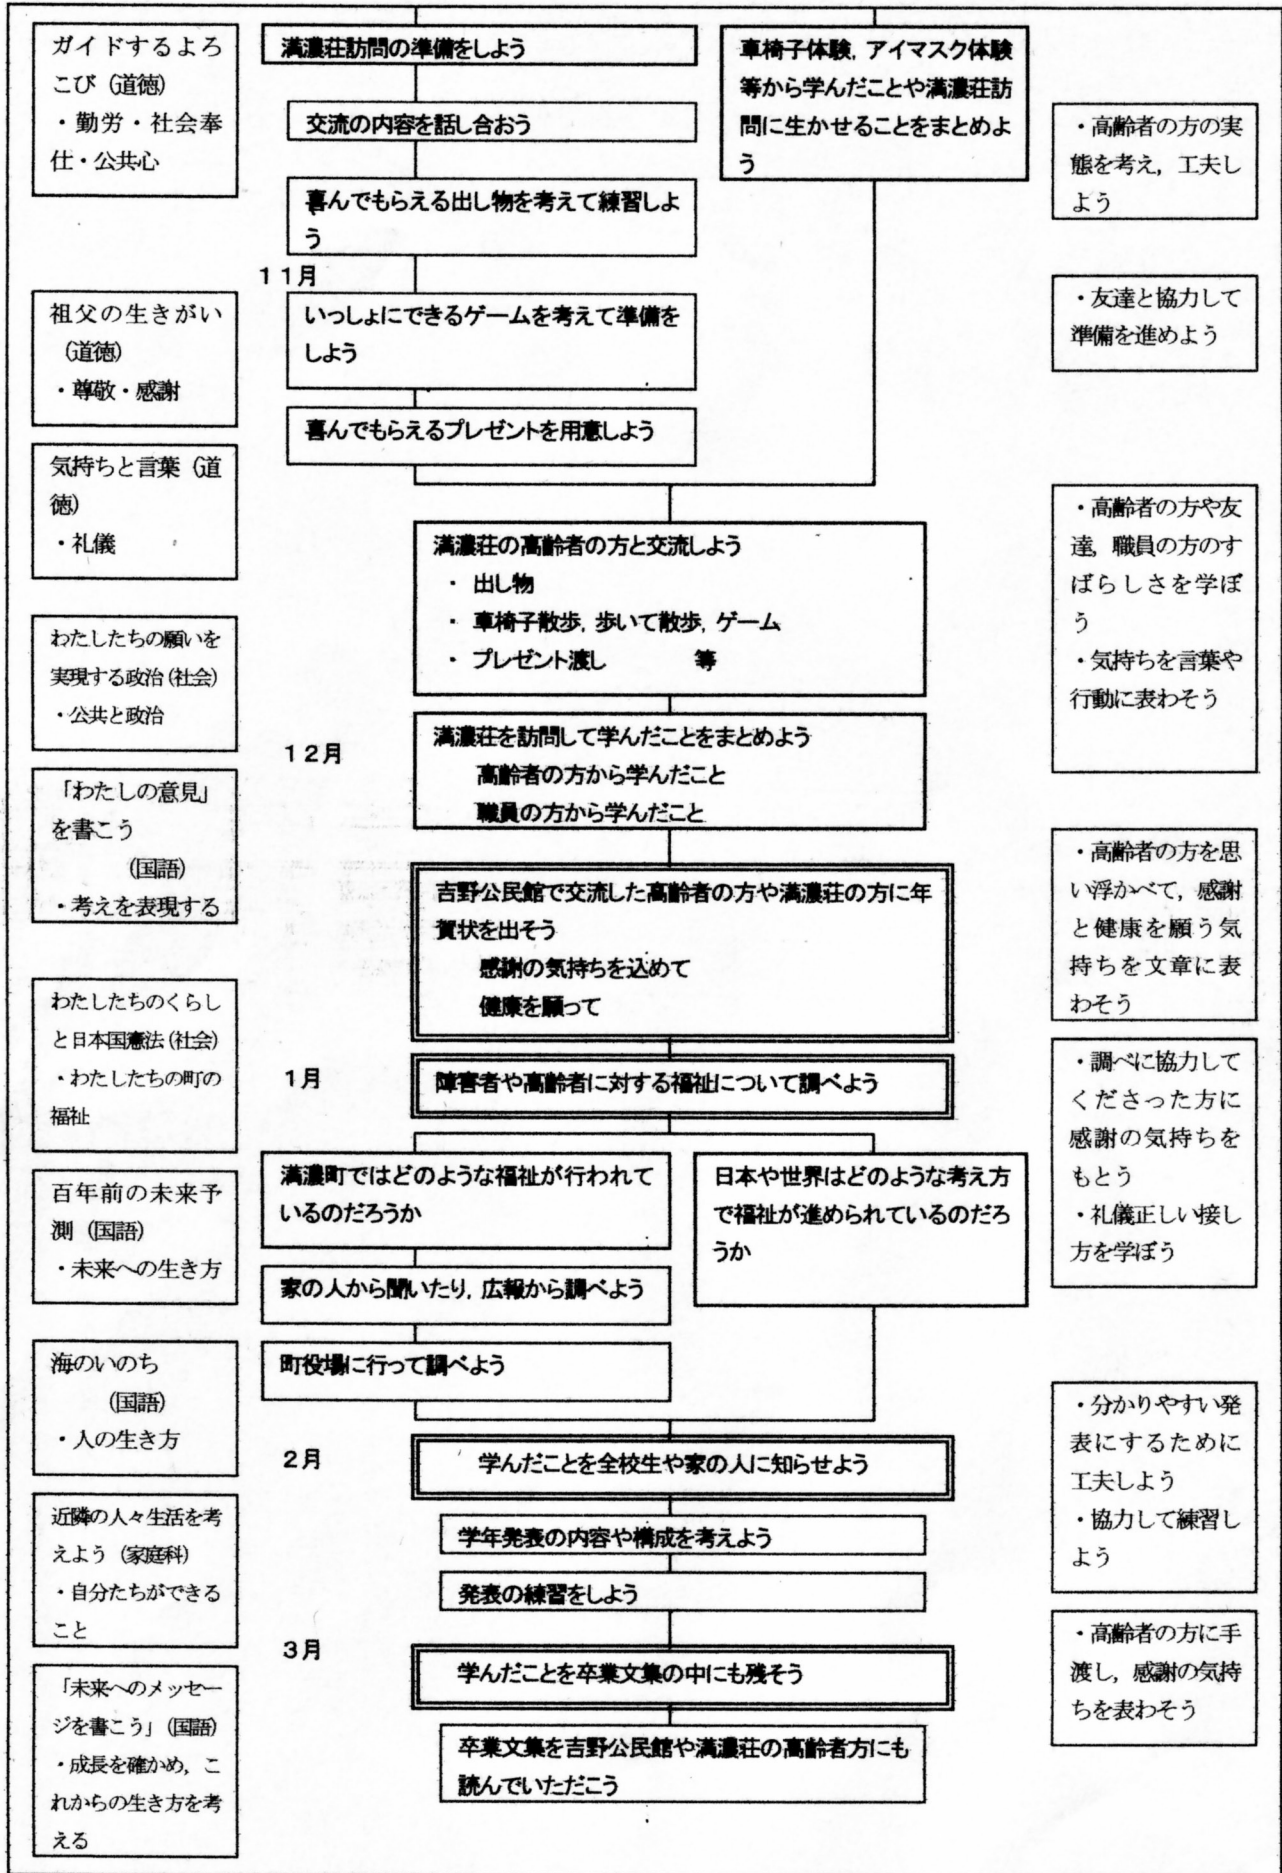 ガイドするよろ
こび（道徳）
・勤労・社会奉
仕・公共心
祖父の生きがい
（道徳）
・尊敬・感謝
気持ちと言葉（道
徳）
・礼儀
わたしたちの願いを
実現する政治（社会）
・公共と政治
「わたしの意見」
を書こう
（国語）
・考えを表現する
わたしたちのくらし
と日本国憲法（社会）
・わたしたちの町の
福祉
百年前の未来予
測（国語）
・未来への生き方
海のいのち
（国語）
・人の生き方
近隣の人々生活を考
えよう（家庭科）
・自分たちができる
こと
「未来へのメッセー
ジを書こう」（国語）
・成長を確かめ，こ
れからの生き方を考
える
満濃荘訪問の準備をしよう
交流の内容を話し合おう
喜んでもらえる出し物を考えて練習しよ
う
11月
いっしょにできるゲームを考えて準備を
しよう
喜んでもらえるプレゼントを用意しよう
車椅子体験，アイマスク体験
等から学んだことや満濃荘訪
問に生かせることをまとめよ
う
満濃荘の高齢者の方と交流しよう
・ 出し物
・ 車椅子散歩，歩いて散歩，ゲーム
・ プレゼント渡し　　等
12月
満濃荘を訪問して学んだことをまとめよう
高齢者の方から学んだこと
職員の方から学んだこと
吉野公民館で交流した高齢者の方や満濃荘の方に年
賀状を出そう
感謝の気持ちを込めて
健康を願って
1月
障害者や高齢者に対する福祉について調べよう
満濃町ではどのような福祉が行われて
いるのだろうか
家の人から聞いたり，広報から調べよう
町役場に行って調べよう
日本や世界はどのような考え方
で福祉が進められているのだろ
うか
2月
学んだことを全校生や家の人に知らせよう
学年発表の内容や構成を考えよう
発表の練習をしよう
3月
学んだことを卒業文集の中にも残そう
卒業文集を吉野公民館や満濃荘の高齢者方にも
読んでいただこう
・高齢者の方の実
態を考え，工夫し
よう
・友達と協力して
準備を進めよう
・高齢者の方や友
達，職員の方のす
ばらしさを学ぼ
う
・気持ちを言葉や
行動に表わそう
・高齢者の方を思
い浮かべて，感謝
と健康を願う気
持ちを文章に表
わそう
・調べに協力して
くださった方に
感謝の気持ちを
もとう
・礼儀正しい接し
方を学ぼう
・分かりやすい発
表にするために
工夫しよう
・協力して練習し
よう
・高齢者の方に手
渡し，感謝の気持
ちを表わそう